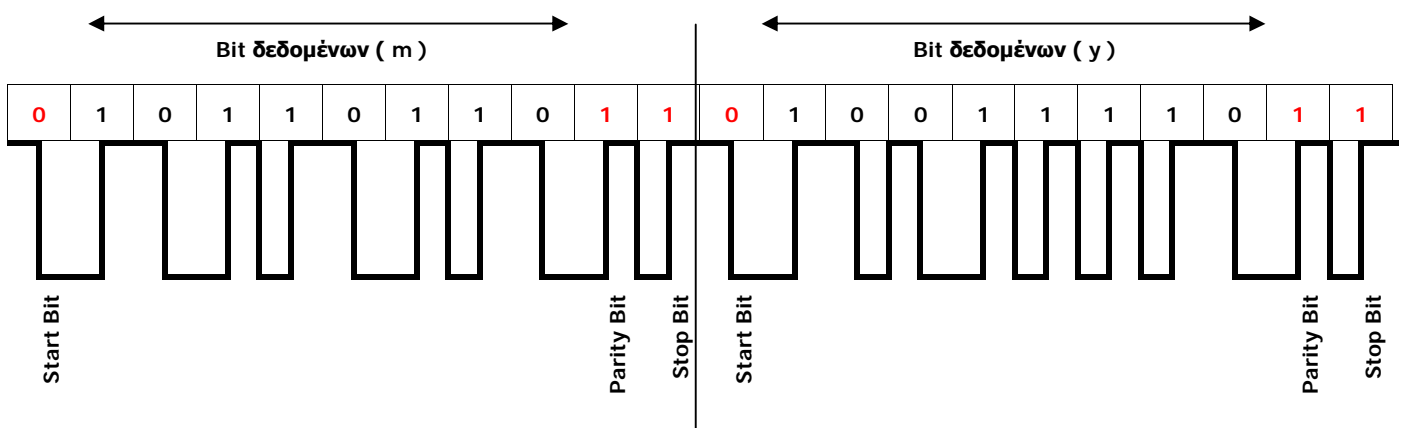 Bit δεδομένων ( m ) Bit δεδομένων ( y )
0 1 0 1 1 0 1 1 0 1 1 0 1 0 0 1 1 1 1 0 1 1
Start Bit Parity Bit Stop Bit Start Bit Parity Bit Stop Bit